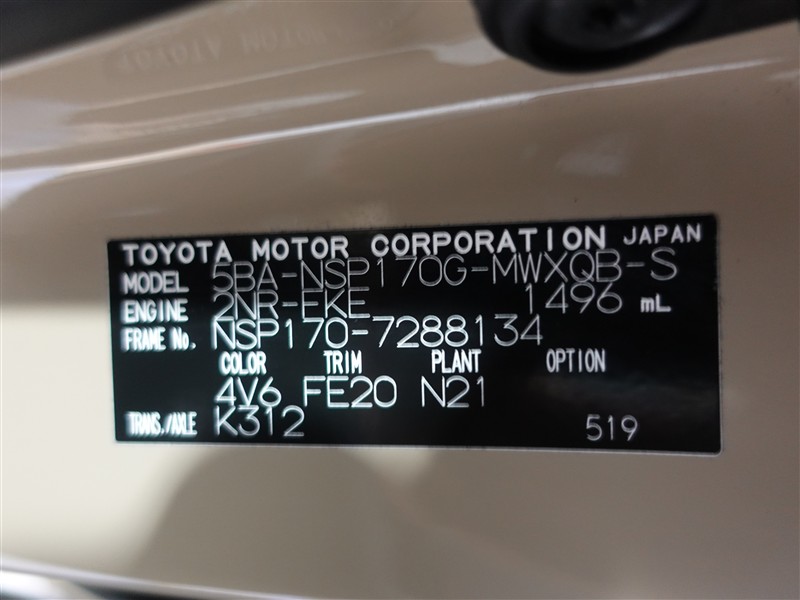 TOYOTA MOTOR CORPORATION JAPAN
MODEL 5BA-NSP170G-MWXQB-S
ENGINE 2NR-EKE 1496 mL
FRAME No. NSP170-7288134
COLOR TRIM PLANT OPTION
4V6 FE20 N21
TRANS./AXLE K312 519